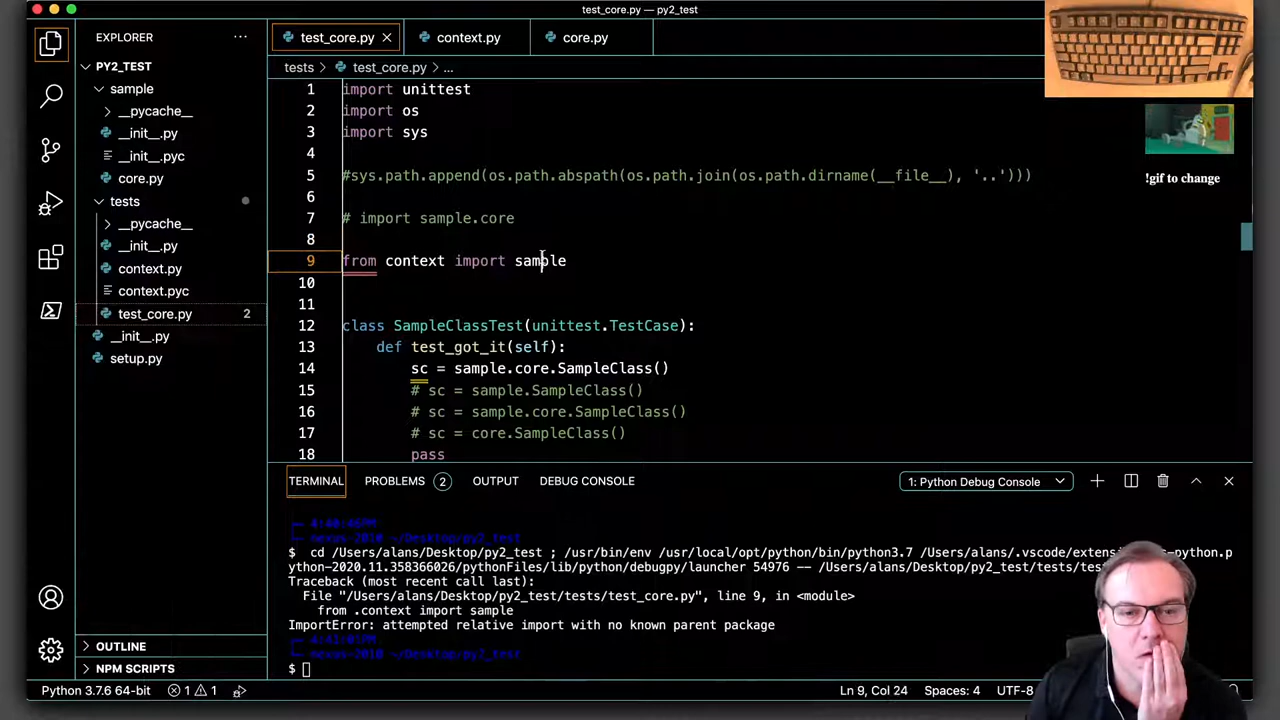 test_core.py — py2_test
EXPLORER
···
test_core.py
context.py
core.py
PY2_TEST
sample
__pycache__
__init__.py
__init__.pyc
core.py
tests
__pycache__
__init__.py
context.py
context.pyc
test_core.py 2
__init__.py
setup.py
OUTLINE
NPM SCRIPTS
tests > test_core.py > ...
1 import unittest
2 import os
3 import sys
4
5 #sys.path.append(os.path.abspath(os.path.join(os.path.dirname(__file__), '..')))
6
7 # import sample.core
8
9 from context import sample
10
11
12 class SampleClassTest(unittest.TestCase):
13 def test_got_it(self):
14 sc = sample.core.SampleClass()
15 # sc = sample.SampleClass()
16 # sc = sample.core.SampleClass()
17 # sc = core.SampleClass()
18 pass
!gif to change
TERMINAL PROBLEMS 2 OUTPUT DEBUG CONSOLE
1: Python Debug Console
4:40:46PM
nexus-2010 ~/Desktop/py2_test
$ cd /Users/alans/Desktop/py2_test ; /usr/bin/env /usr/local/opt/python/bin/python3.7 /Users/alans/.vscode/extensi
ython-2020.11.358366026/pythonFiles/lib/python/debugpy/launcher 54976 -- /Users/alans/Desktop/py2_test/tests/tes
Traceback (most recent call last):
File "/Users/alans/Desktop/py2_test/tests/test_core.py", line 9, in <module>
from .context import sample
ImportError: attempted relative import with no known parent package
4:41:01PM
nexus-2010 ~/Desktop/py2_test
$
Python 3.7.6 64-bit
1 1
Ln 9, Col 24
Spaces: 4
UTF-8